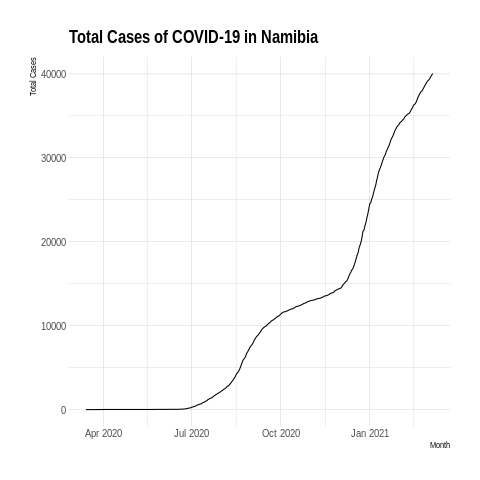 Total Cases of COVID-19 in Namibia
Total Cases
40000
30000
20000
10000
0
Apr 2020 Jul 2020 Oct 2020 Jan 2021
Month